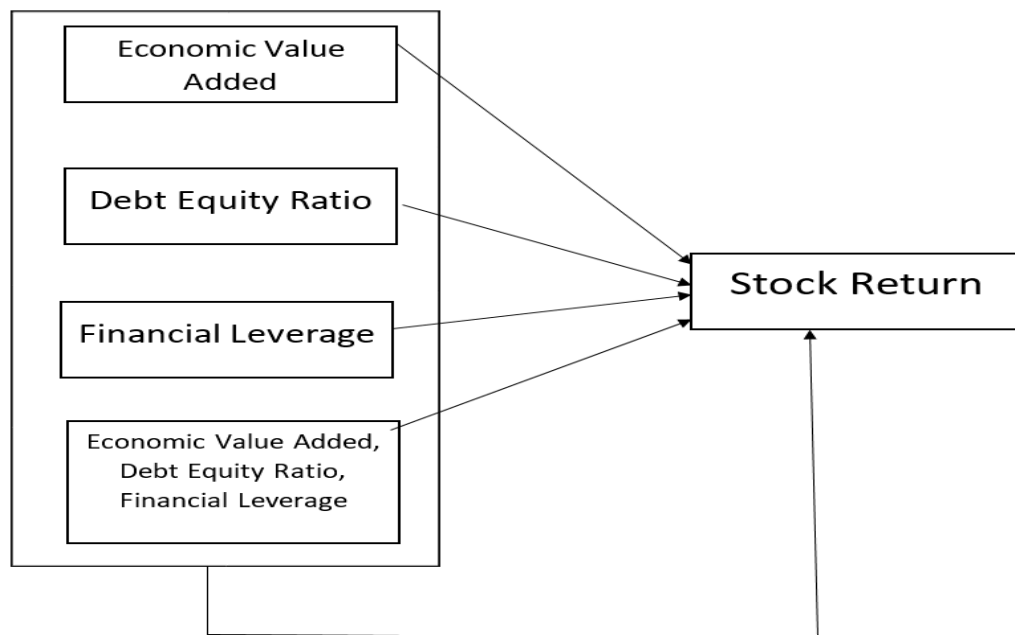 Economic Value
Added
Debt Equity Ratio
Stock Return
Financial Leverage
Economic Value Added,
Debt Equity Ratio,
Financial Leverage